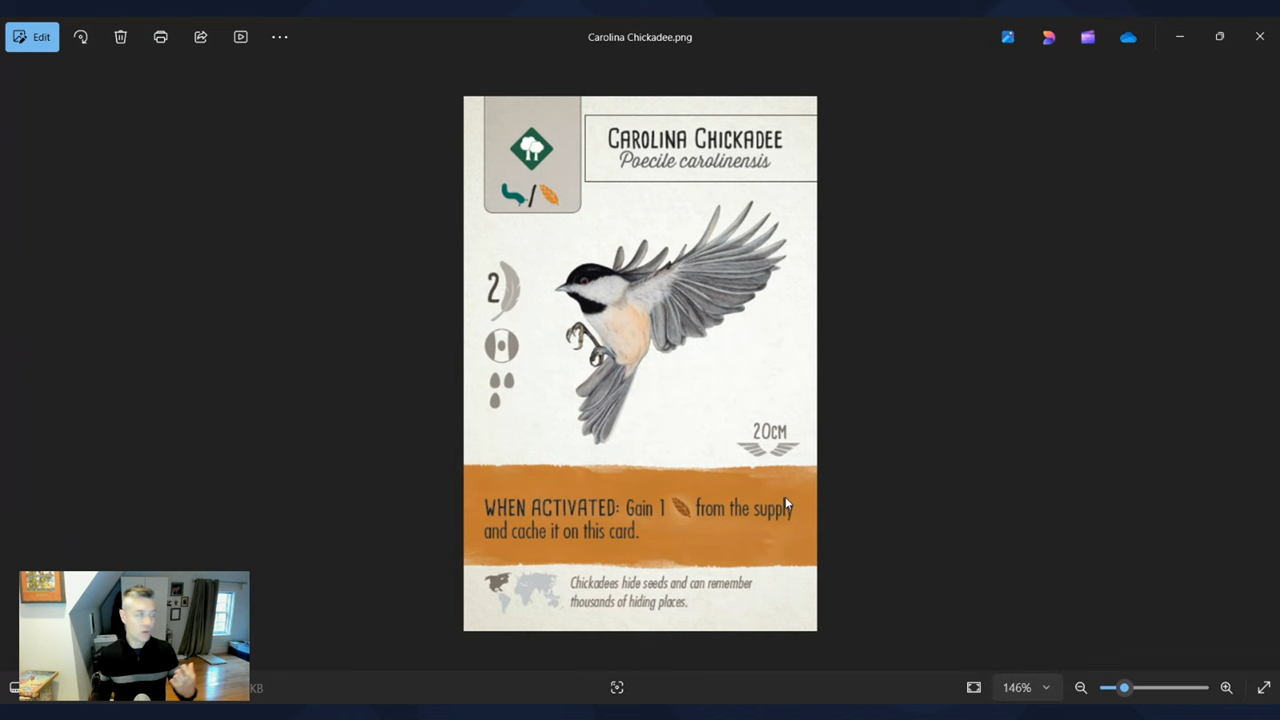 Edit
Carolina Chickadee.png
CAROLINA CHICKADEE
Poecile carolinensis
/
2
20CM
WHEN ACTIVATED: Gain 1 from the supply
and cache it on this card.
Chickadees hide seeds and can remember
thousands of hiding places.
KB
146%